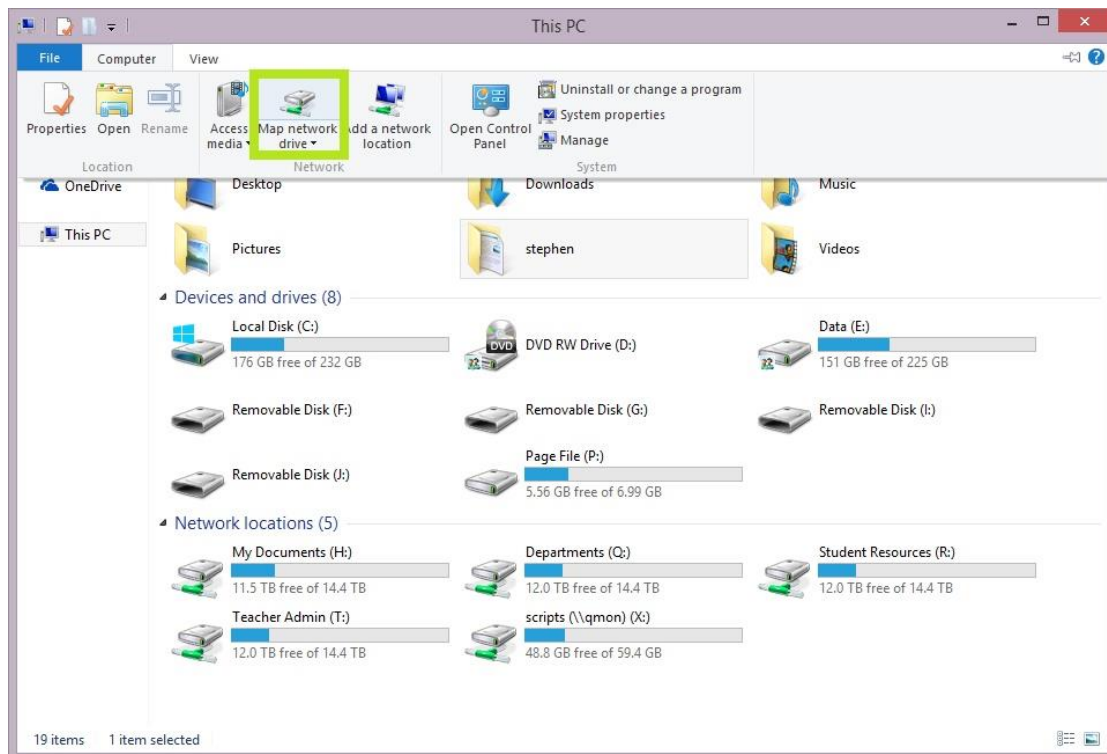 This PC
File Computer View
Properties Open Rename
Access media
Map network drive
Add a network location
Open Control Panel
Uninstall or change a program
System properties
Manage
Location
Network
System
OneDrive
This PC
Desktop
Downloads
Music
Pictures
stephen
Videos
Devices and drives (8)
Local Disk (C:)
176 GB free of 232 GB
DVD
DVD RW Drive (D:)
Data (E:)
151 GB free of 225 GB
Removable Disk (F:)
Removable Disk (G:)
Removable Disk (I:)
Removable Disk (J:)
Page File (P:)
5.56 GB free of 6.99 GB
Network locations (5)
My Documents (H:)
11.5 TB free of 14.4 TB
Departments (Q:)
12.0 TB free of 14.4 TB
Student Resources (R:)
12.0 TB free of 14.4 TB
Teacher Admin (T:)
12.0 TB free of 14.4 TB
scripts (\\qmon) (X:)
48.8 GB free of 59.4 GB
19 items 1 item selected